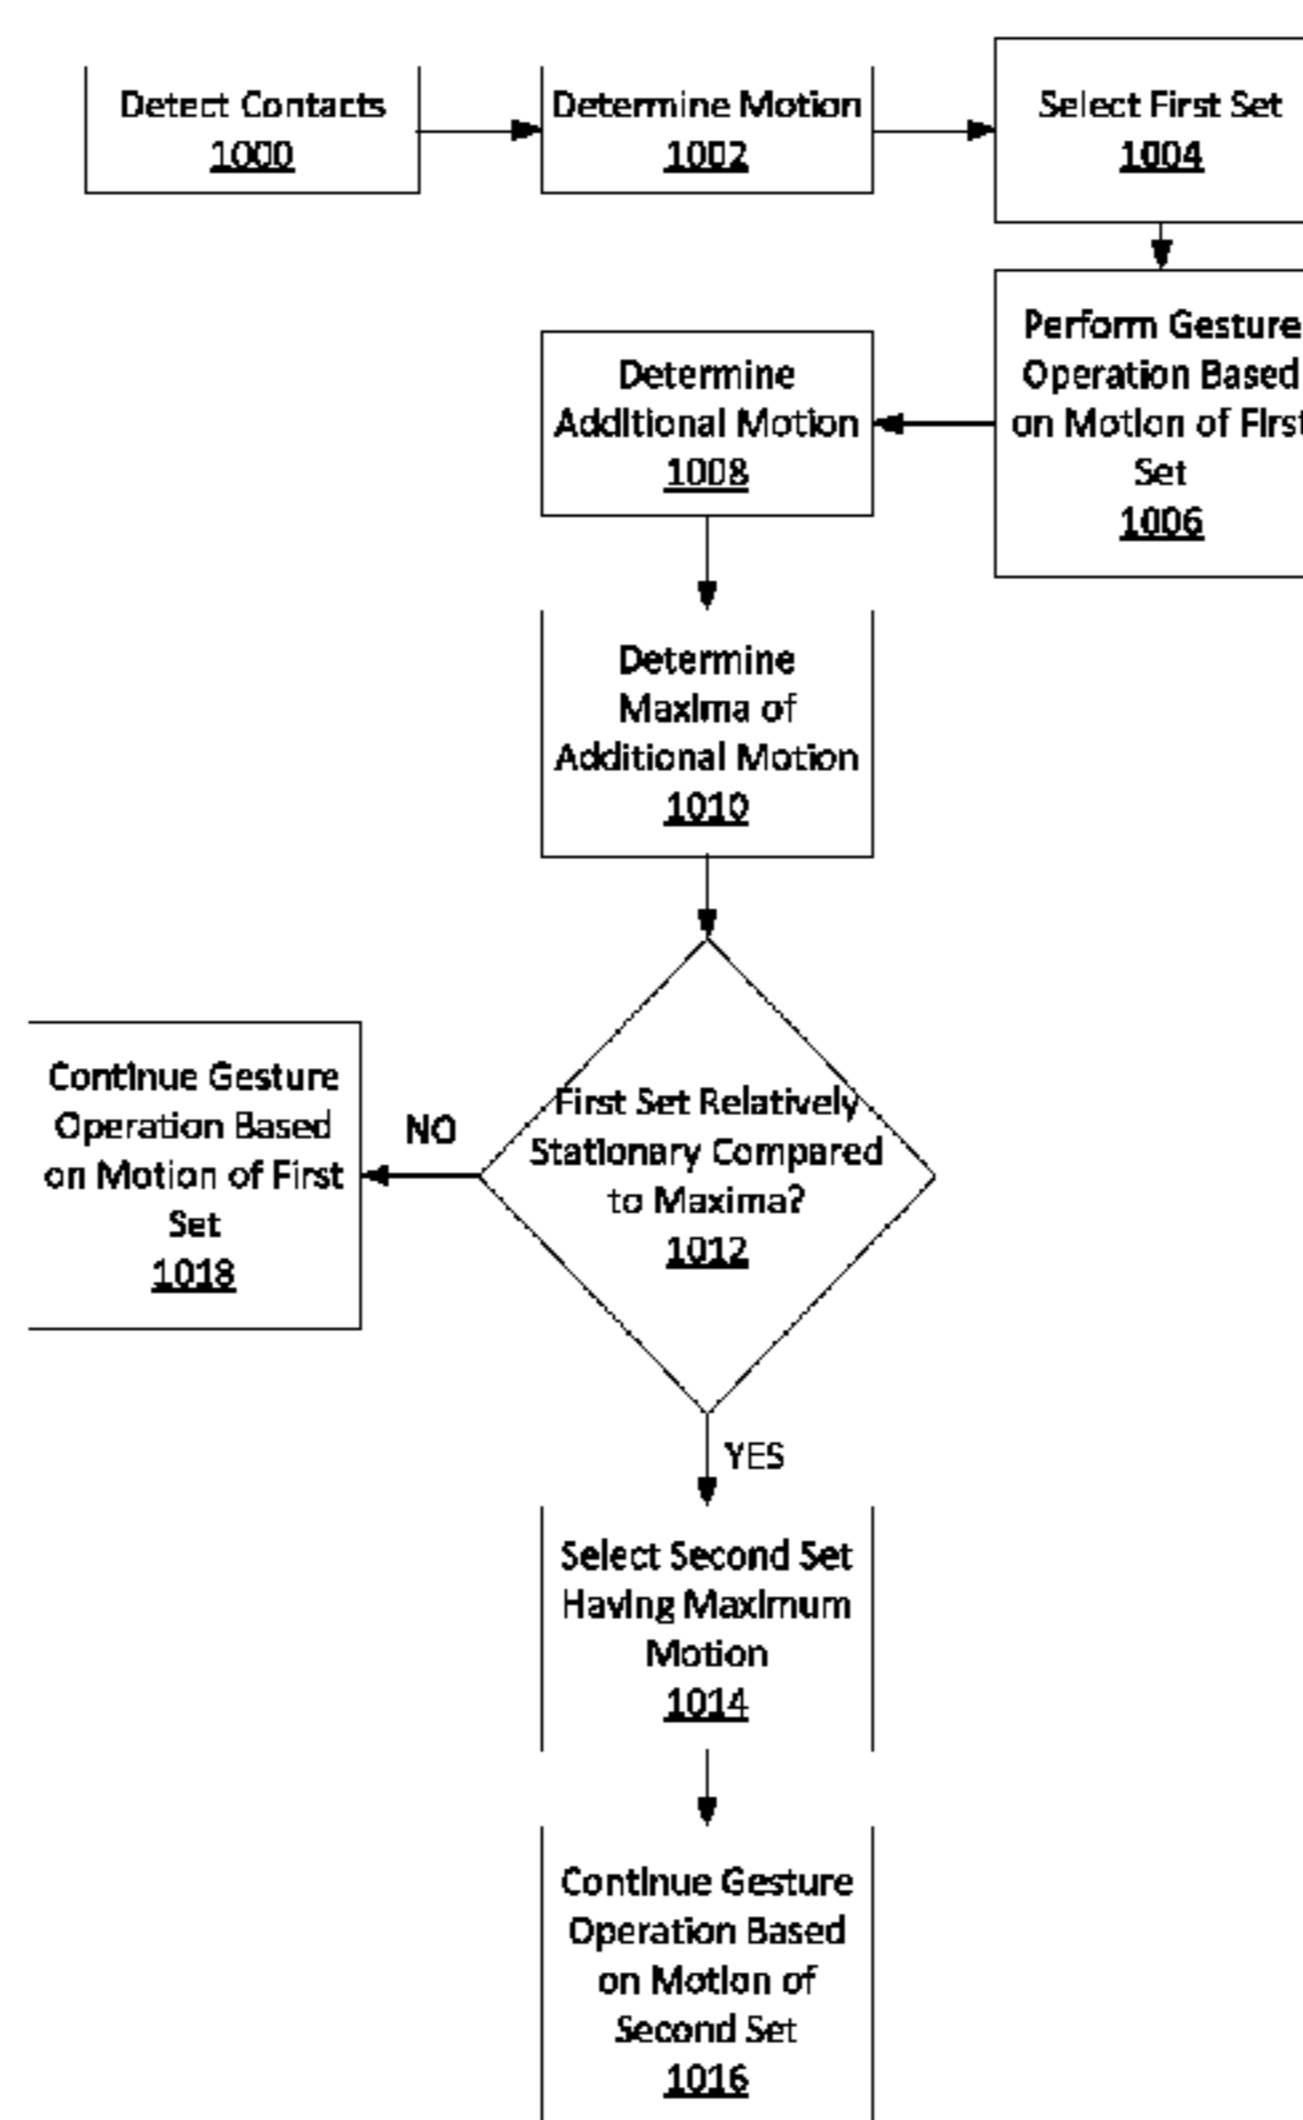 Detect Contacts
1000
Determine Motion
1002
Select First Set
1004
Perform Gesture
Operation Based
on Motion of First
Set
1006
Determine
Additional Motion
1008
Determine
Maxima of
Additional Motion
1010
First Set Relatively
Stationary Compared
to Maxima?
1012
NO
Continue Gesture
Operation Based
on Motion of First
Set
1018
YES
Select Second Set
Having Maximum
Motion
1014
Continue Gesture
Operation Based
on Motion of
Second Set
1016